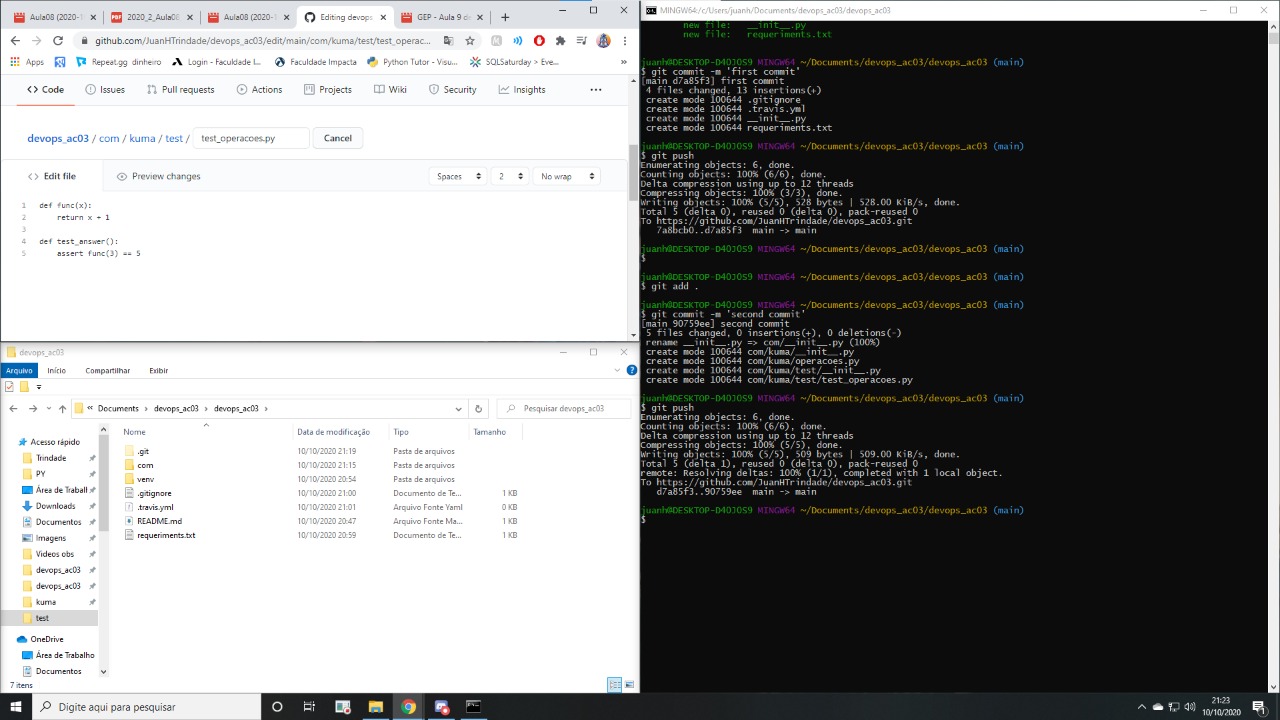 AulaXP
PDF AC03
AulaXP (2020
Editing devop
CEF - Aula 9 /
JuanHTrindade/devops_ac03/edit/main/com/kuma/test/test_operac...
Apps
Repeat.gg dinheiro
Login - Faculdade I...
Faculdade Impacta
Python Tutor - Visu...
SQLSaturday > Eve...
»
Issues
Pull requ
Actions
Projects
Wiki
Security
Insights
devops_ac03 / com / kuma / test /
test_operacoes.py
Cancel
Edit file
Preview changes
Spaces
2
No wrap
1 def func(x):
2 return x + 1
3
4 def test_answer():
5 assert func(3) == 5
devops_ac03
Arquivo
Início
Compartilhar
Exibir
« Documents > devops_ac03 > devops_ac03 >
Pesquisar devops_ac03
Nome
Data de modificação
Tipo
Tamanho
.git 10/10/2020 21:19 Pasta de arquivos
com 10/10/2020 21:15 Pasta de arquivos
venv 10/10/2020 20:54 Pasta de arquivos
.gitignore 10/10/2020 21:00 Documento de Te... 1 KB
.travis.yml 10/10/2020 21:01 Arquivo Fonte Yaml 0 KB
README.md 10/10/2020 20:47 Arquivo Fonte Ma... 1 KB
requeriments.txt 10/10/2020 20:59 Documento de Te... 1 KB
Acesso rápido
Trindade
py
Área de Traball
Downloads
Documentos
Imagens
Videos
devops_ac03
devops_ac03
kuma
test
OneDrive
Área de Trabalho
Documentos
7 itens
MINGW64:/c/Users/juanh/Documents/devops_ac03/devops_ac03
new file: __init__.py
new file: requeriments.txt
juanh@DESKTOP-D4OJ0S9 MINGW64 ~/Documents/devops_ac03/devops_ac03 (main)
$ git commit -m 'first commit'
[main d7a85f3] first commit
4 files changed, 13 insertions(+)
create mode 100644 .gitignore
create mode 100644 .travis.yml
create mode 100644 __init__.py
create mode 100644 requeriments.txt
juanh@DESKTOP-D4OJ0S9 MINGW64 ~/Documents/devops_ac03/devops_ac03 (main)
$ git push
Enumerating objects: 6, done.
Counting objects: 100% (6/6), done.
Delta compression using up to 12 threads
Compressing objects: 100% (3/3), done.
Writing objects: 100% (5/5), 528 bytes | 528.00 KiB/s, done.
Total 5 (delta 0), reused 0 (delta 0), pack-reused 0
To https://github.com/JuanHTrindade/devops_ac03.git
7a8bcb0..d7a85f3 main -> main
juanh@DESKTOP-D4OJ0S9 MINGW64 ~/Documents/devops_ac03/devops_ac03 (main)
$
juanh@DESKTOP-D4OJ0S9 MINGW64 ~/Documents/devops_ac03/devops_ac03 (main)
$ git add .
juanh@DESKTOP-D4OJ0S9 MINGW64 ~/Documents/devops_ac03/devops_ac03 (main)
$ git commit -m 'second commit'
[main 90759ee] second commit
5 files changed, 0 insertions(+), 0 deletions(-)
rename __init__.py => com/__init__.py (100%)
create mode 100644 com/kuma/__init__.py
create mode 100644 com/kuma/operacoes.py
create mode 100644 com/kuma/test/__init__.py
create mode 100644 com/kuma/test/test_operacoes.py
juanh@DESKTOP-D4OJ0S9 MINGW64 ~/Documents/devops_ac03/devops_ac03 (main)
$ git push
Enumerating objects: 6, done.
Counting objects: 100% (6/6), done.
Delta compression using up to 12 threads
Compressing objects: 100% (5/5), done.
Writing objects: 100% (5/5), 509 bytes | 509.00 KiB/s, done.
Total 5 (delta 1), reused 0 (delta 0), pack-reused 0
remote: Resolving deltas: 100% (1/1), completed with 1 local object.
To https://github.com/JuanHTrindade/devops_ac03.git
d7a85f3..90759ee main -> main
juanh@DESKTOP-D4OJ0S9 MINGW64 ~/Documents/devops_ac03/devops_ac03 (main)
$
Digite aqui para pesquisar
21:23
10/10/2020